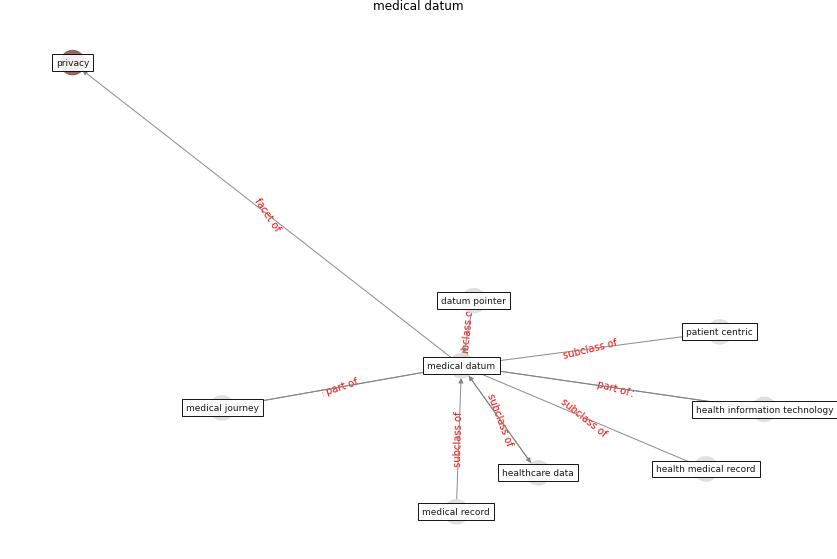 medical datum
privacy
facet of
datum pointer
subclass of
patient centric
subclass of
medical datum
part of
part of
medical journey
health information technology
subclass of
subclass of
subclass of
health medical record
healthcare data
medical record